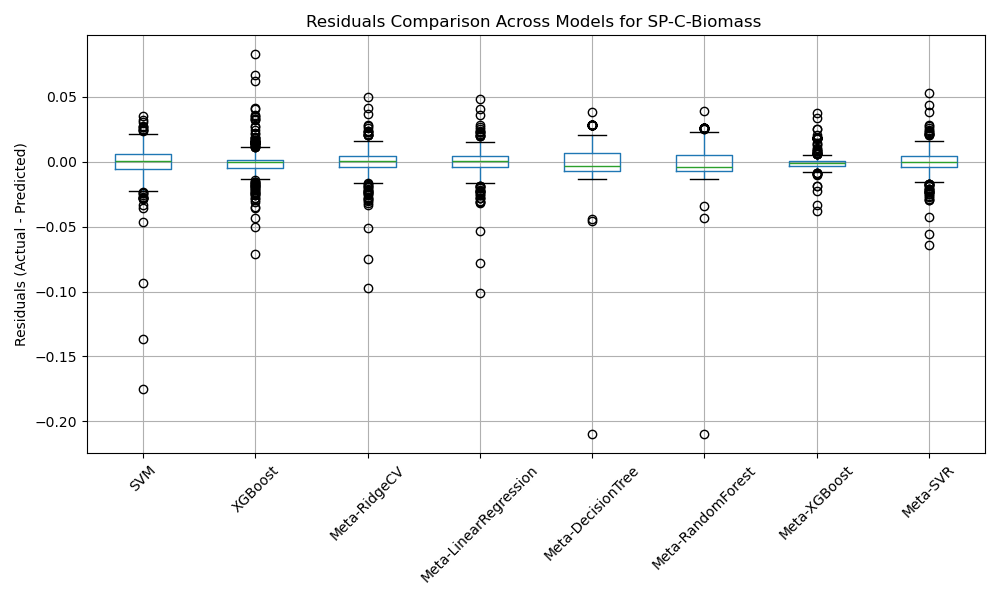 Residuals Comparison Across Models for SP-C-Biomass
Residuals (Actual - Predicted)
0.05
0.00
−0.05
−0.10
−0.15
−0.20
SVM
XGBoost
Meta-RidgeCV
Meta-LinearRegression
Meta-DecisionTree
Meta-RandomForest
Meta-XGBoost
Meta-SVR